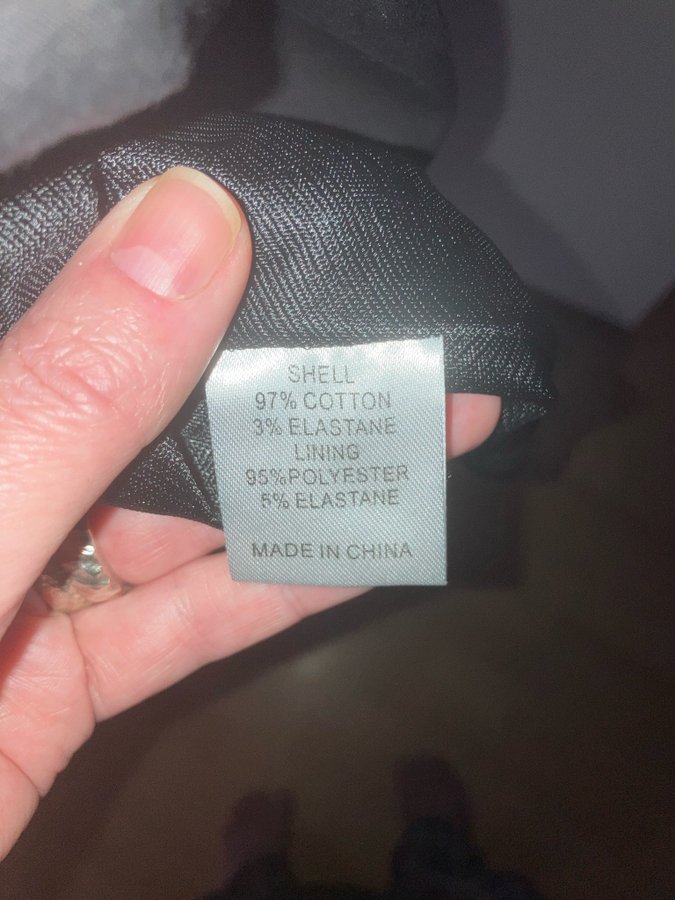 SHELL
97% COTTON
3% ELASTANE
LINING
95%POLYESTER
5% ELASTANE
MADE IN CHINA